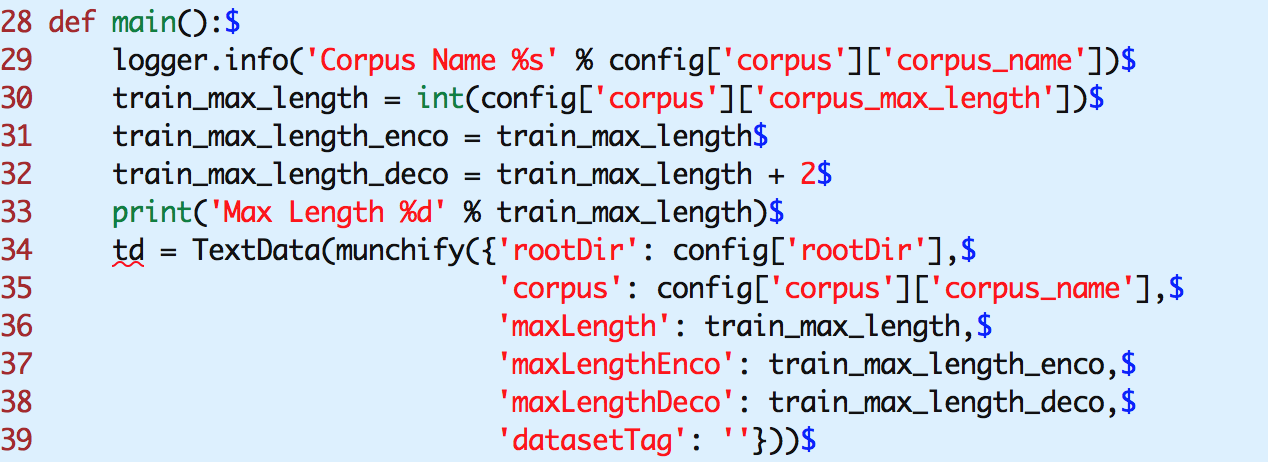 28 def main():$
29     logger.info('Corpus Name %s' % config['corpus']['corpus_name'])$
30     train_max_length = int(config['corpus']['corpus_max_length'])$
31     train_max_length_enco = train_max_length$
32     train_max_length_deco = train_max_length + 2$
33     print('Max Length %d' % train_max_length)$
34     td = TextData(munchify({'rootDir': config['rootDir'],$
35                             'corpus': config['corpus']['corpus_name'],$
36                             'maxLength': train_max_length,$
37                             'maxLengthEnco': train_max_length_enco,$
38                             'maxLengthDeco': train_max_length_deco,$
39                             'datasetTag': ''}))$